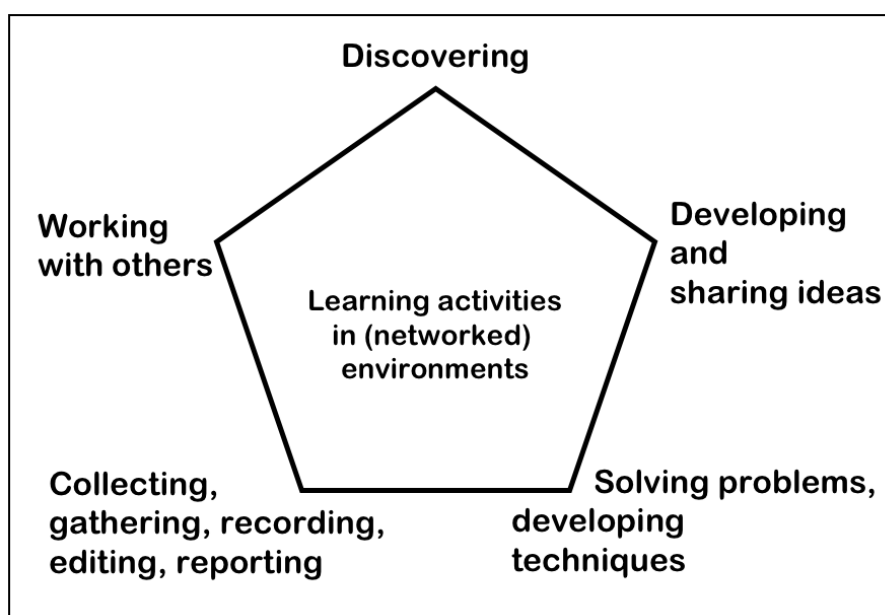 Discovering
Developing
and
sharing ideas
Working
with others
Learning activities
in (networked)
environments
Collecting,
gathering, recording,
editing, reporting
Solving problems,
developing
techniques